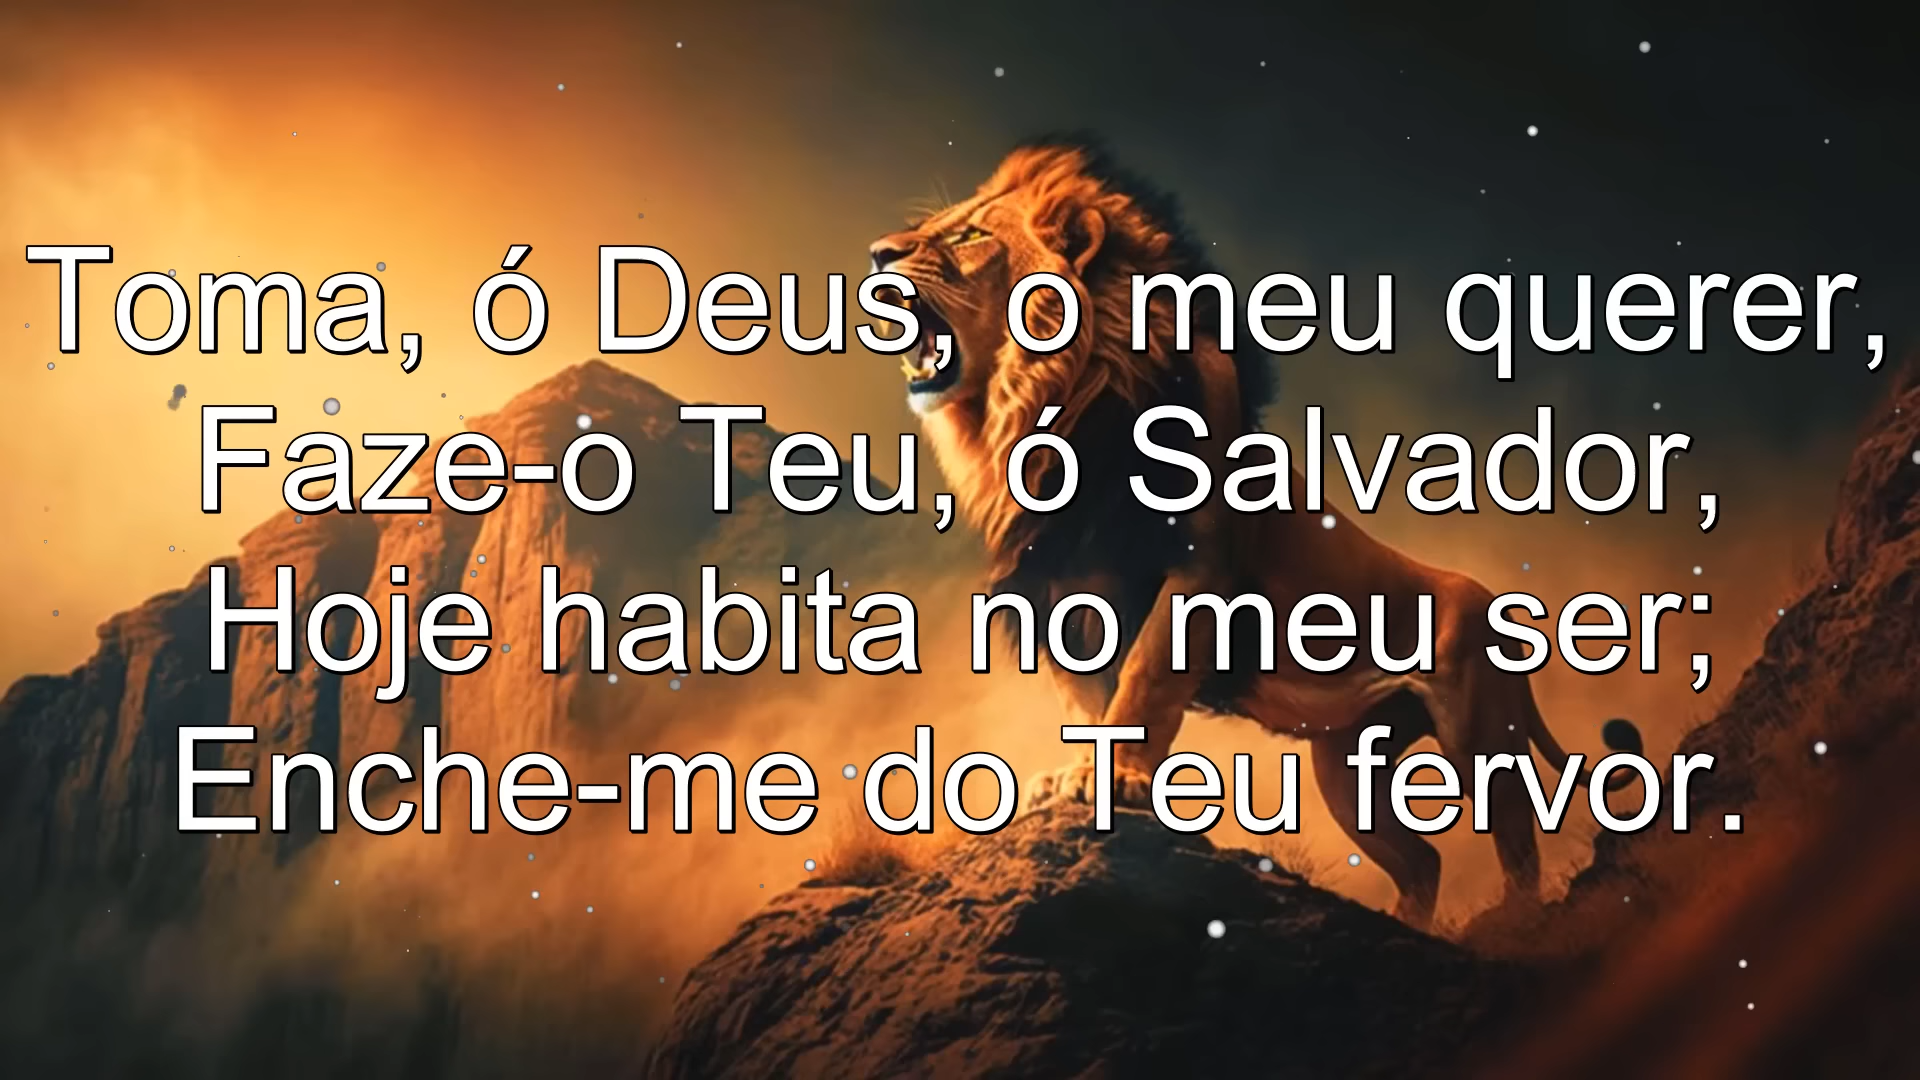 Toma, ó Deus, o meu querer,
Faze-o Teu, ó Salvador,
Hoje habita no meu ser;
Enche-me do Teu fervor.